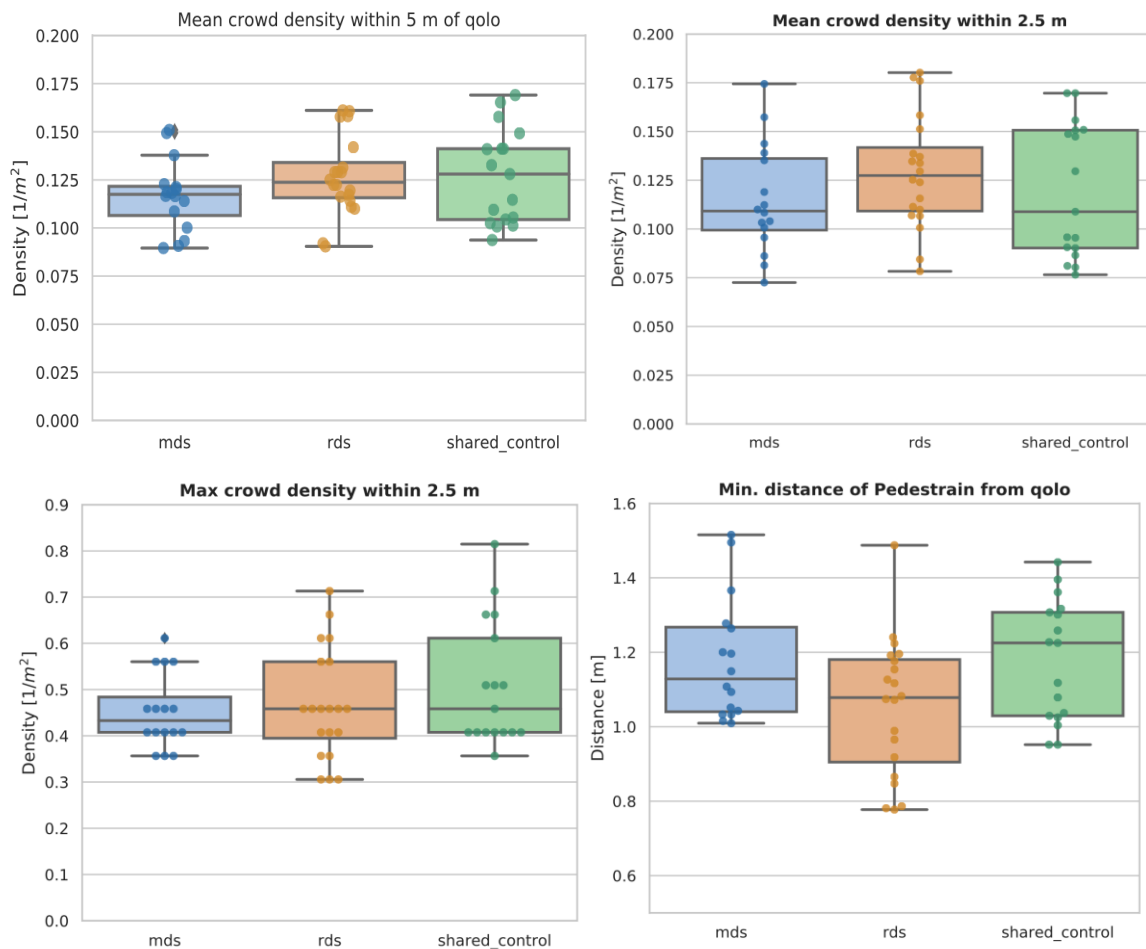 Mean crowd density within 5 m of qolo
Density [1/m²]
0.200
0.175
0.150
0.125
0.100
0.075
0.050
0.025
0.000
mds rds shared_control
Mean crowd density within 2.5 m
Density [1/m²]
0.200
0.175
0.150
0.125
0.100
0.075
0.050
0.025
0.000
mds rds shared_control
Max crowd density within 2.5 m
Density [1/m²]
0.9
0.8
0.7
0.6
0.5
0.4
0.3
0.2
0.1
0.0
mds rds shared_control
Min. distance of Pedestrain from qolo
Distance [m]
1.6
1.4
1.2
1.0
0.8
0.6
mds rds shared_control